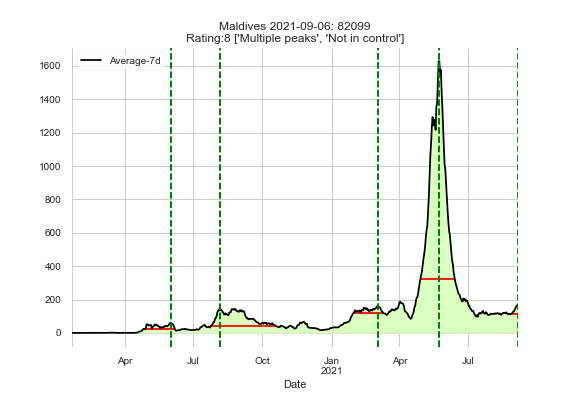 Maldives 2021-09-06: 82099
Rating:8 ['Multiple peaks', 'Not in control']
Average-7d
1600
1400
1200
1000
800
600
400
200
0
Apr Jul Oct Jan Apr Jul
2021
Date